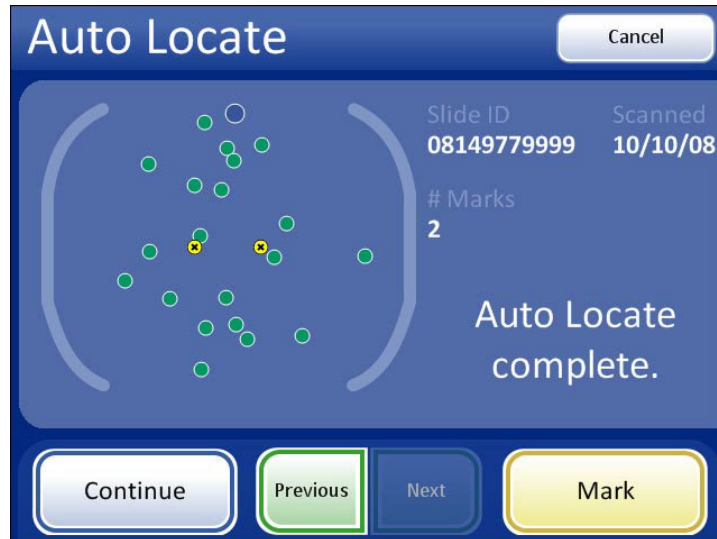 Auto Locate
Cancel
Slide ID
Scanned
08149779999
10/10/08
# Marks
2
Auto Locate
complete.
Continue
Previous
Next
Mark